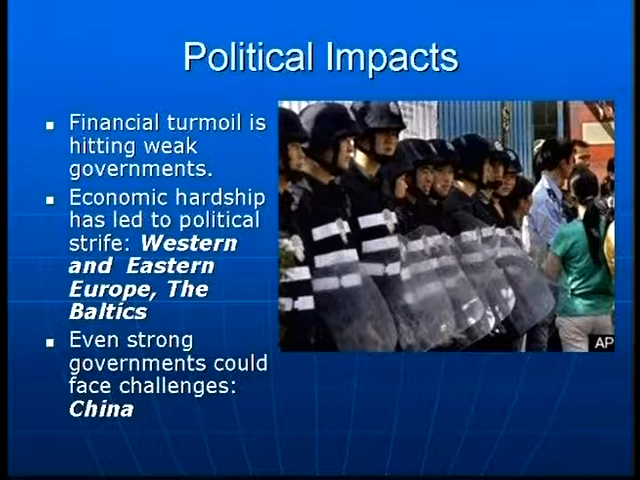 Political Impacts
Financial turmoil is
hitting weak
governments.
Economic hardship
has led to political
strife: Western
and Eastern
Europe, The
Baltics
Even strong
governments could
face challenges:
China
AP